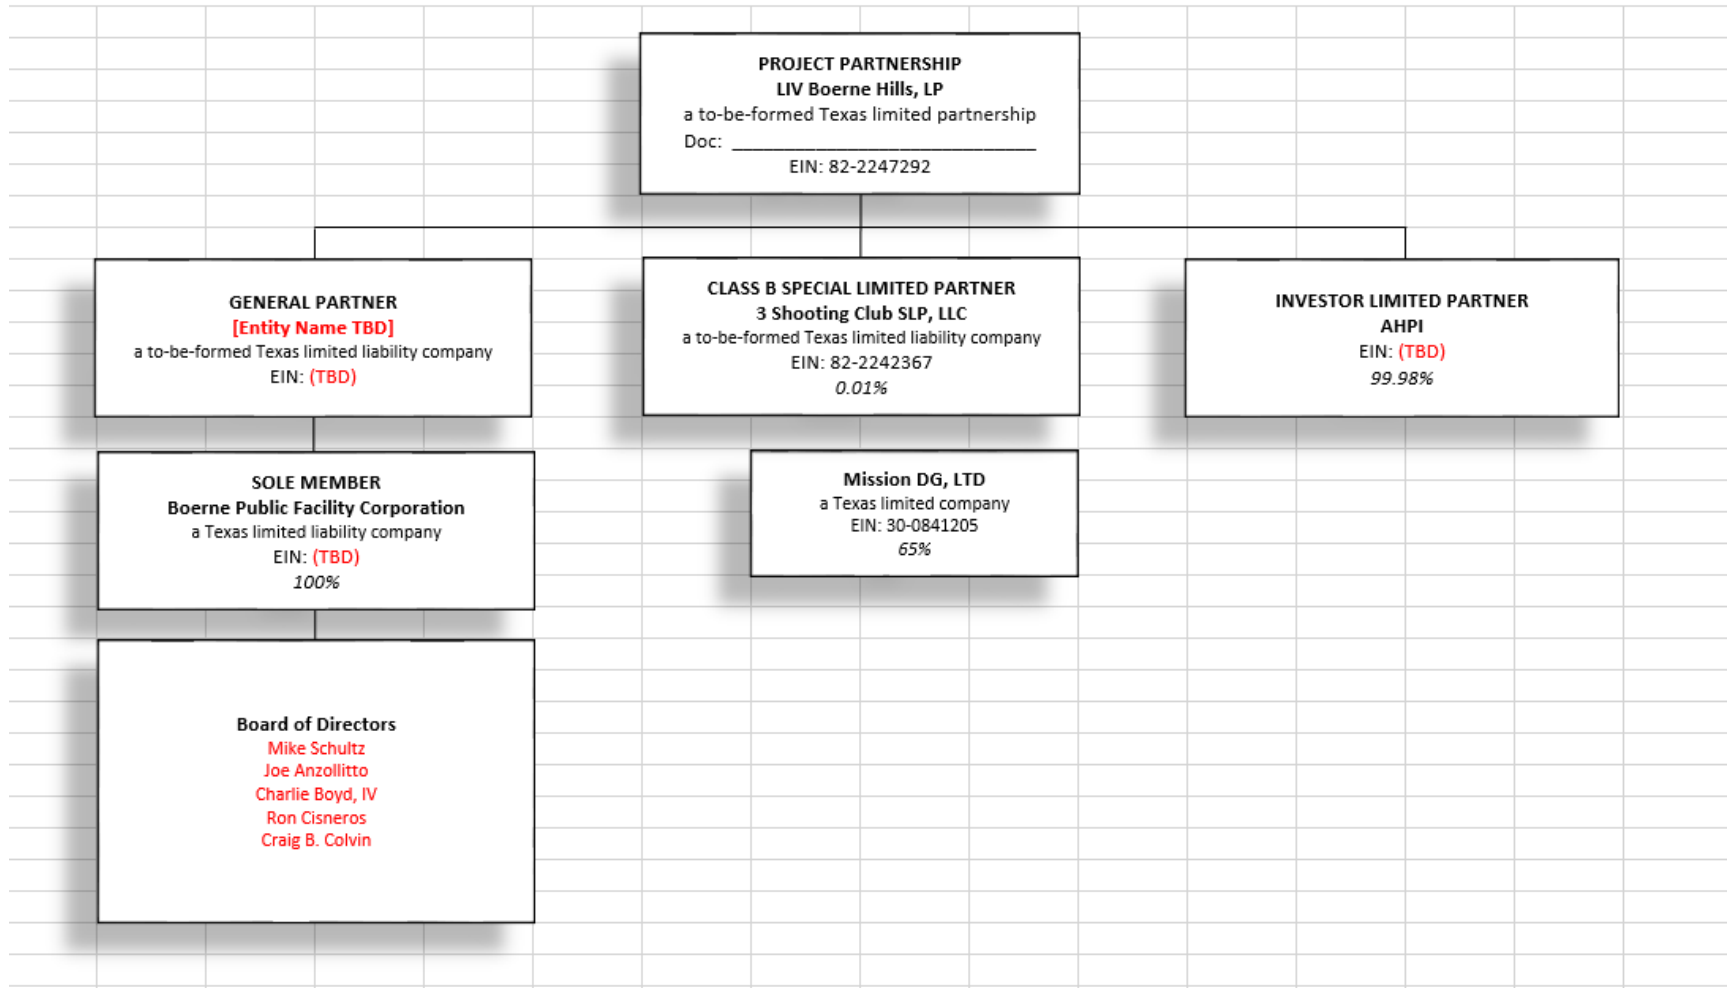 PROJECT PARTNERSHIP
LIV Boerne Hills, LP
a to-be-formed Texas limited partnership
Doc: ______________________________
EIN: 82-2247292
GENERAL PARTNER
[Entity Name TBD]
a to-be-formed Texas limited liability company
EIN: (TBD)
CLASS B SPECIAL LIMITED PARTNER
3 Shooting Club SLP, LLC
a to-be-formed Texas limited liability company
EIN: 82-2242367
0.01%
INVESTOR LIMITED PARTNER
AHPI
EIN: (TBD)
99.98%
SOLE MEMBER
Boerne Public Facility Corporation
a Texas limited liability company
EIN: (TBD)
100%
Mission DG, LTD
a Texas limited company
EIN: 30-0841205
65%
Board of Directors
Mike Schultz
Joe Anzollitto
Charlie Boyd, IV
Ron Cisneros
Craig B. Colvin